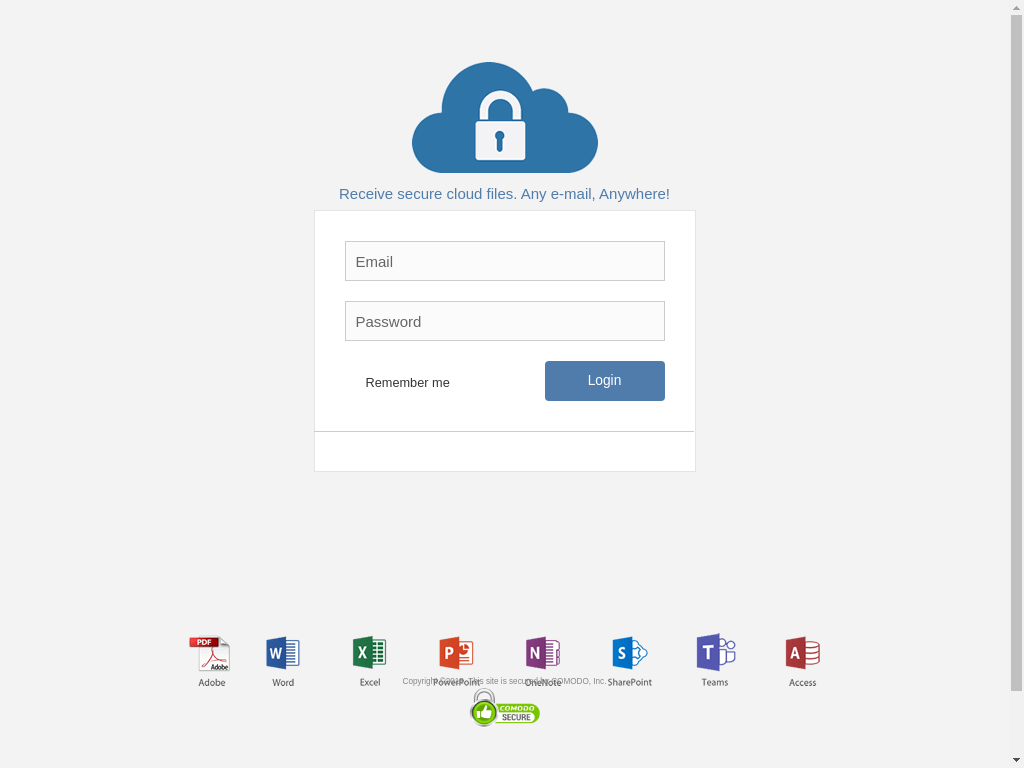 Receive secure cloud files. Any e-mail, Anywhere!
Email
Password
Remember me
Login
PDF
Adobe
W
X
P
N
S
T
A
Adobe
Word
Excel
PowerPoint
OneNote
SharePoint
Teams
Access
Copyright This site is secured by COMODO, Inc.
COMODO
SECURE